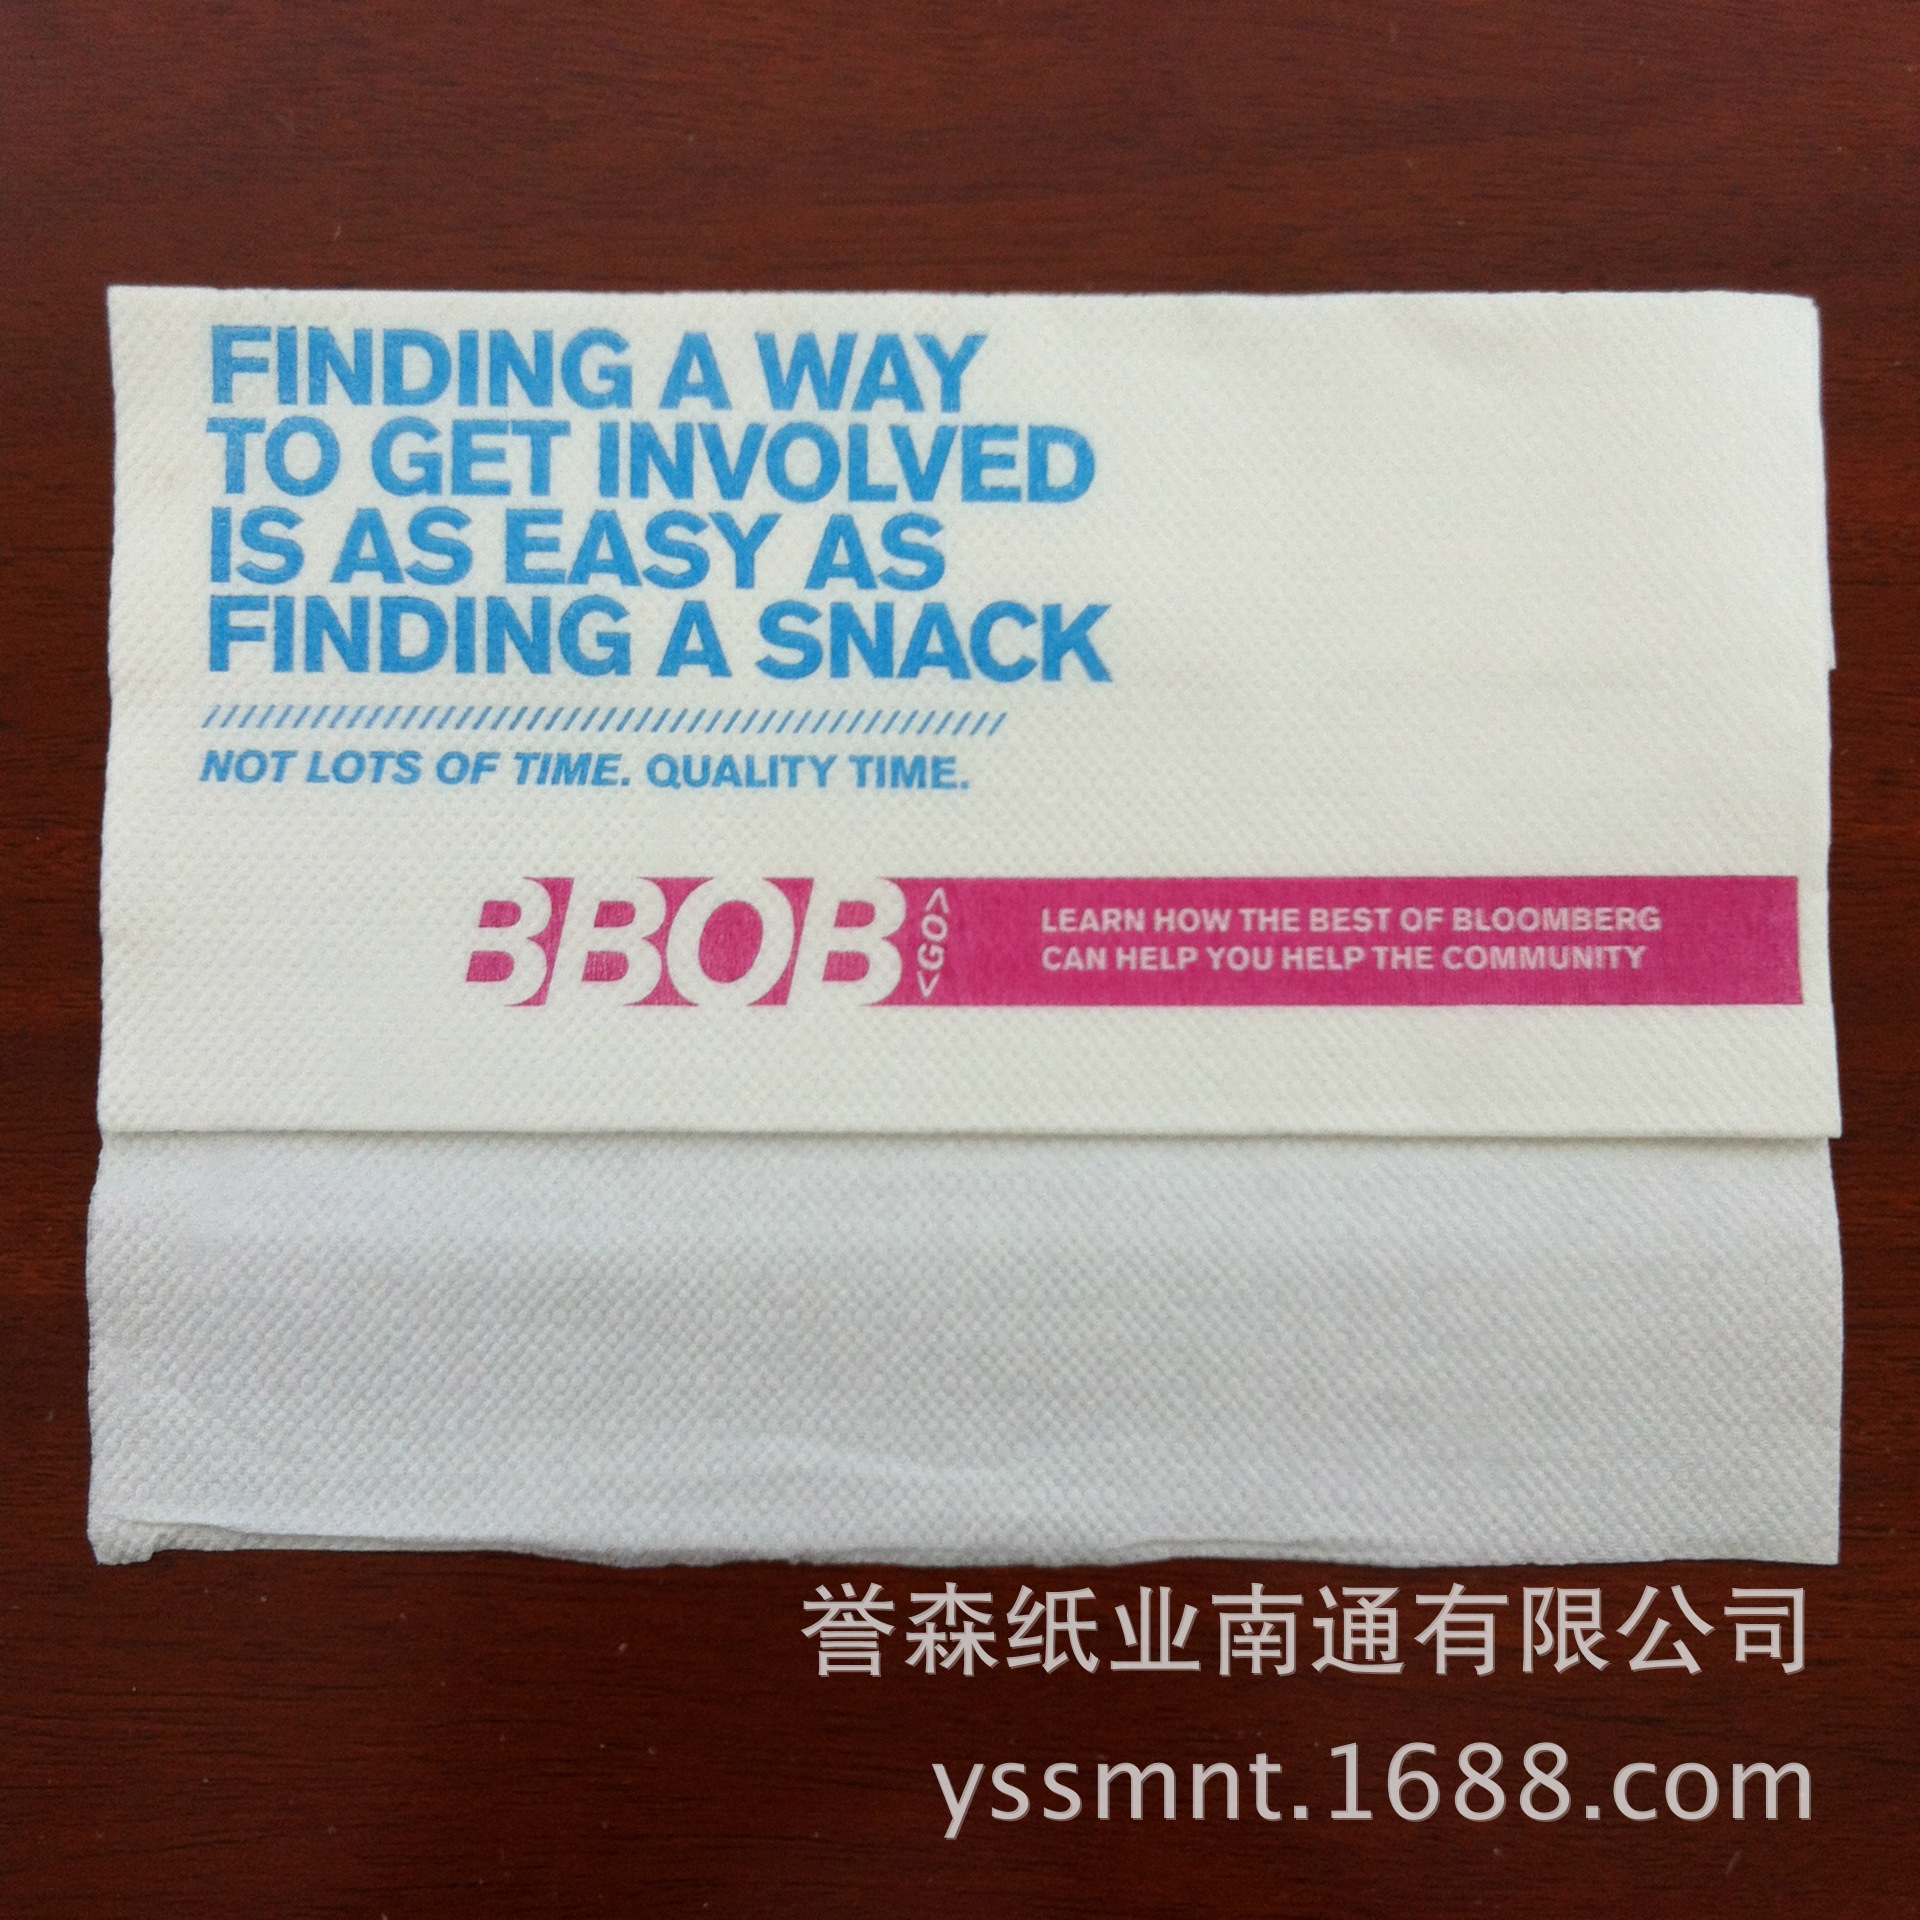 FINDING A WAY
TO GET INVOLVED
IS AS EASY AS
FINDING A SNACK
////////////////////////////////////////////////////////////////
NOT LOTS OF TIME. QUALITY TIME.
BBOB <GO>
LEARN HOW THE BEST OF BLOOMBERG
CAN HELP YOU HELP THE COMMUNITY
誉森纸业南通有限公司
yssmnt.1688.com